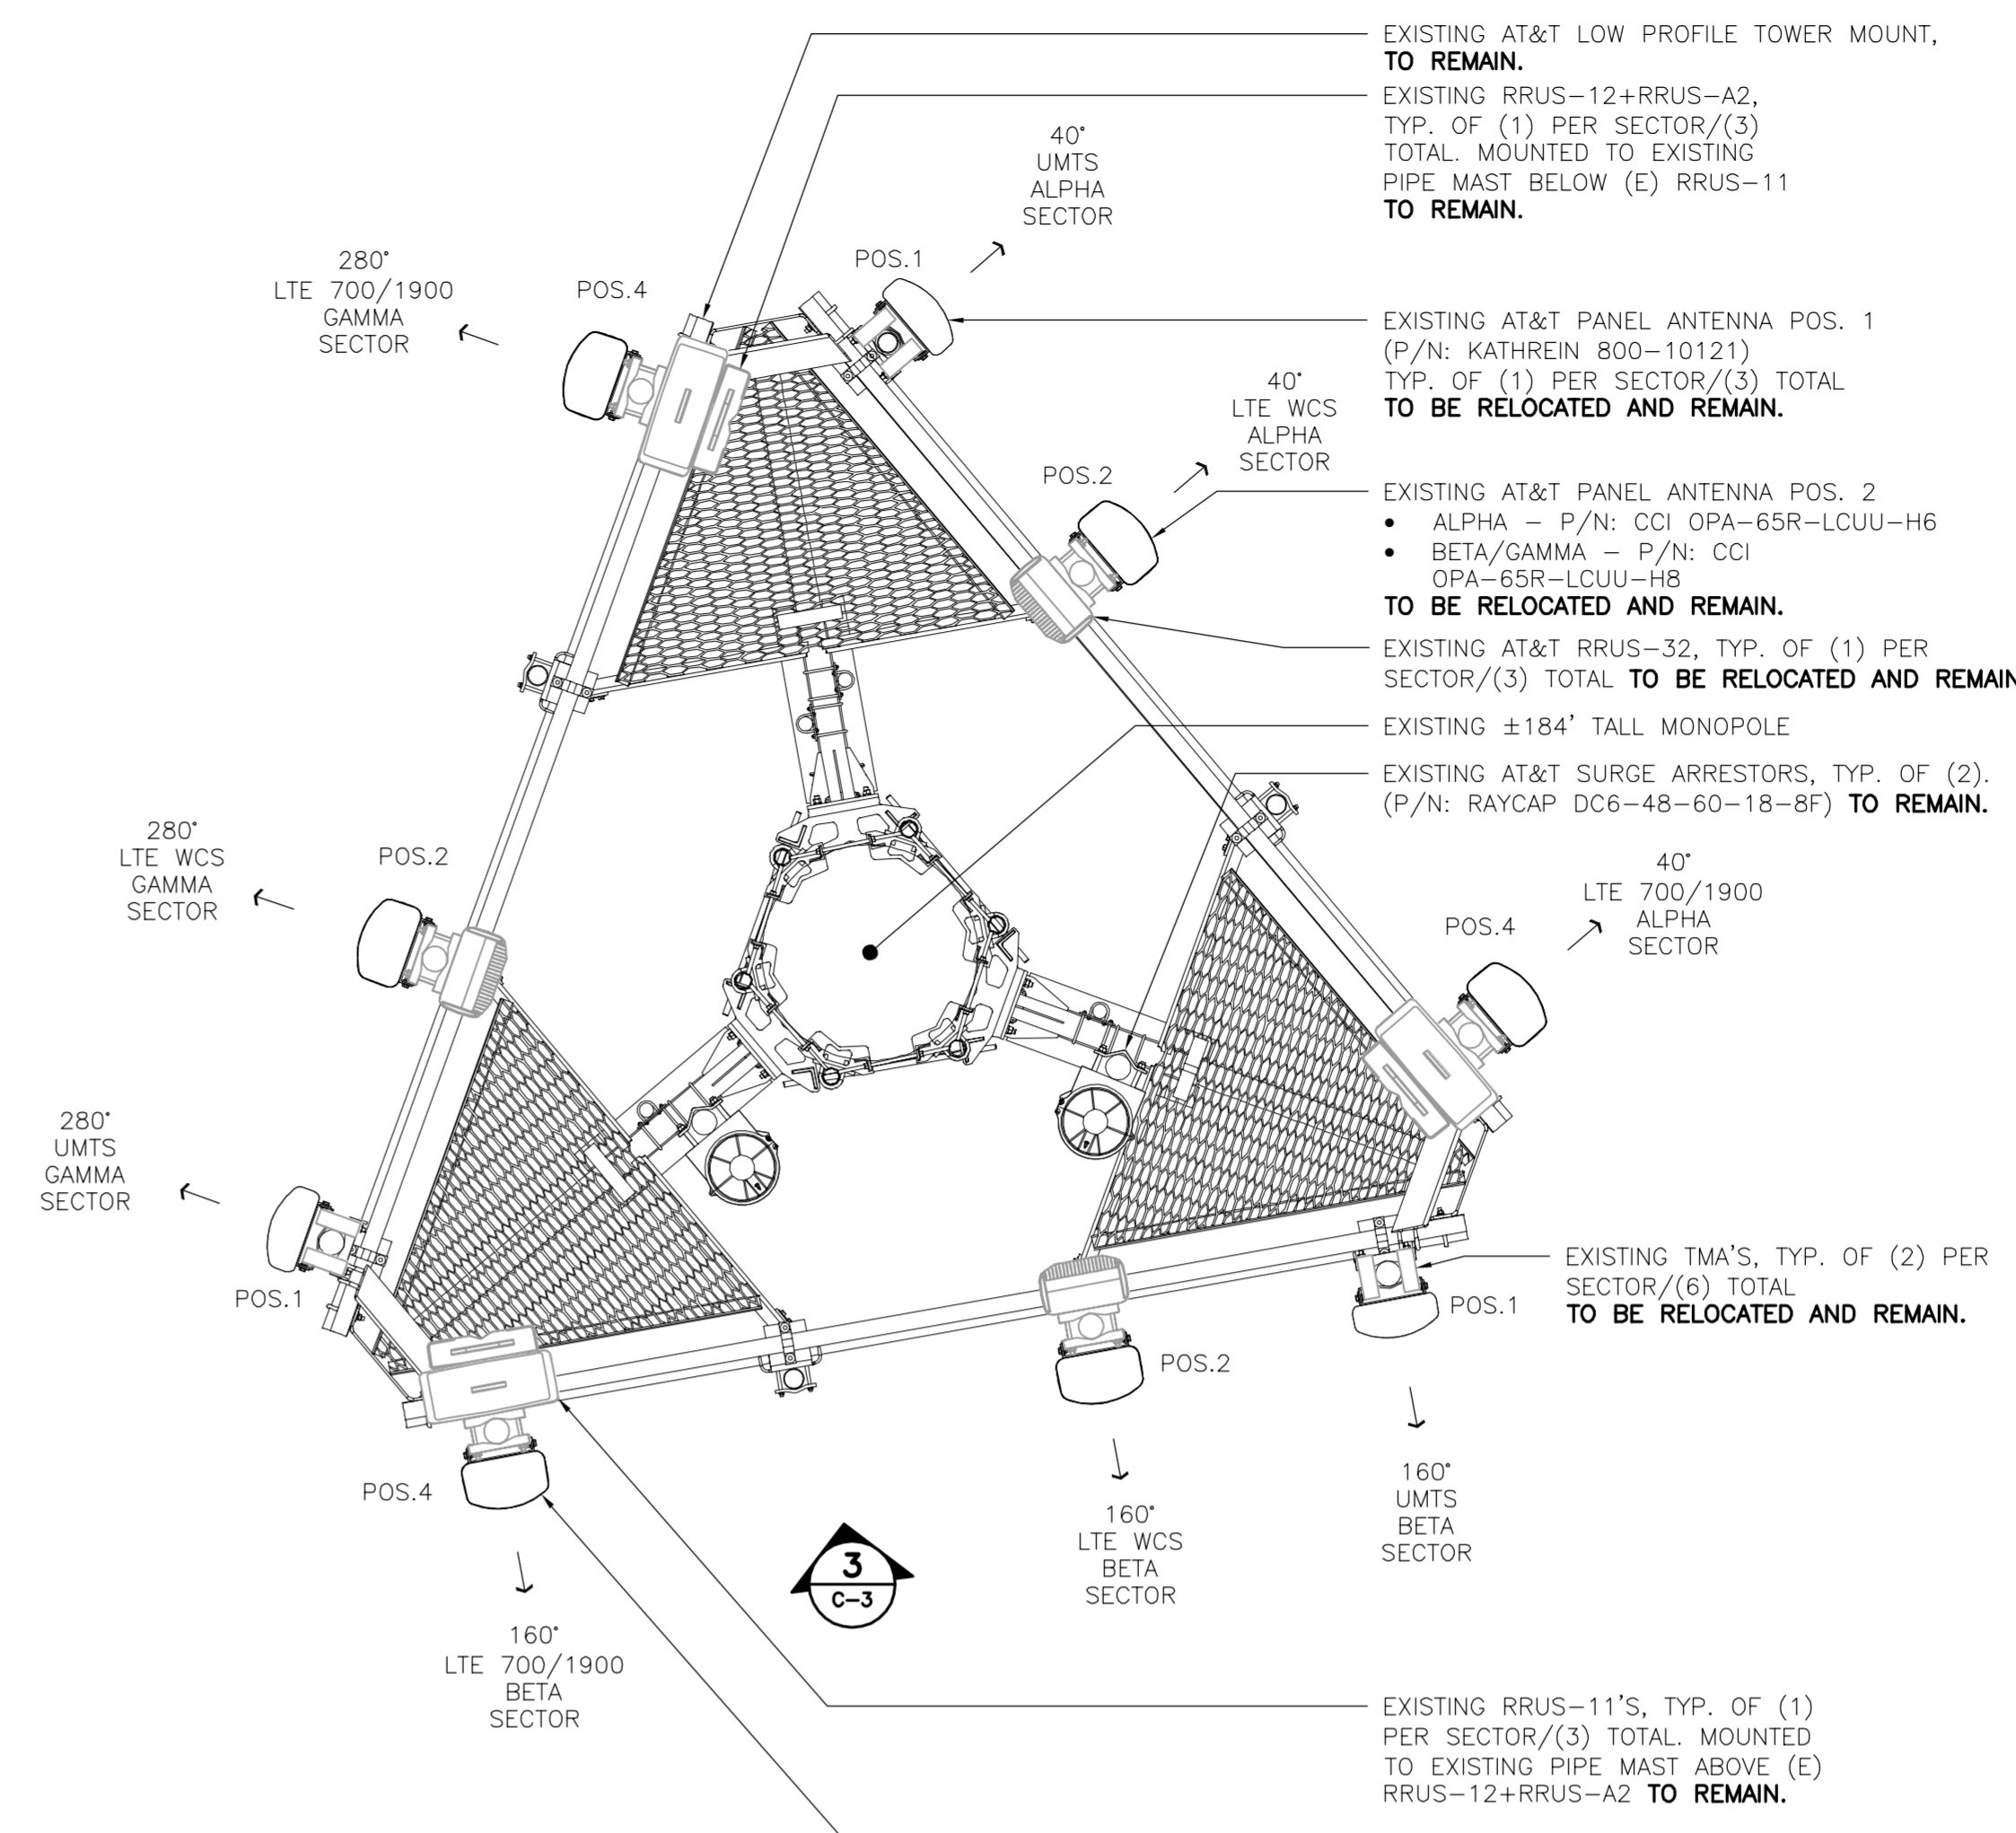 EXISTING AT&T LOW PROFILE TOWER MOUNT,
TO REMAIN.
EXISTING RRUS-12+RRUS-A2,
TYP. OF (1) PER SECTOR/(3)
TOTAL. MOUNTED TO EXISTING
PIPE MAST BELOW (E) RRUS-11
TO REMAIN.
40°
UMTS
ALPHA
SECTOR
POS.1
280°
LTE 700/1900
GAMMA
SECTOR
POS.4
EXISTING AT&T PANEL ANTENNA POS. 1
(P/N: KATHREIN 800-10121)
TYP. OF (1) PER SECTOR/(3) TOTAL
TO BE RELOCATED AND REMAIN.
40°
LTE WCS
ALPHA
SECTOR
POS.2
EXISTING AT&T PANEL ANTENNA POS. 2
• ALPHA - P/N: CCI OPA-65R-LCUU-H6
• BETA/GAMMA - P/N: CCI
OPA-65R-LCUU-H8
TO BE RELOCATED AND REMAIN.
EXISTING AT&T RRUS-32, TYP. OF (1) PER
SECTOR/(3) TOTAL TO BE RELOCATED AND REMAIN
EXISTING ±184' TALL MONOPOLE
EXISTING AT&T SURGE ARRESTORS, TYP. OF (2).
(P/N: RAYCAP DC6-48-60-18-8F) TO REMAIN.
280°
LTE WCS
GAMMA
SECTOR
POS.2
40°
LTE 700/1900
ALPHA
SECTOR
POS.4
280°
UMTS
GAMMA
SECTOR
POS.1
EXISTING TMA'S, TYP. OF (2) PER
SECTOR/(6) TOTAL
TO BE RELOCATED AND REMAIN.
POS.1
POS.2
POS.4
160°
UMTS
BETA
SECTOR
160°
LTE WCS
BETA
SECTOR
3
C-3
160°
LTE 700/1900
BETA
SECTOR
EXISTING RRUS-11'S, TYP. OF (1)
PER SECTOR/(3) TOTAL. MOUNTED
TO EXISTING PIPE MAST ABOVE (E)
RRUS-12+RRUS-A2 TO REMAIN.